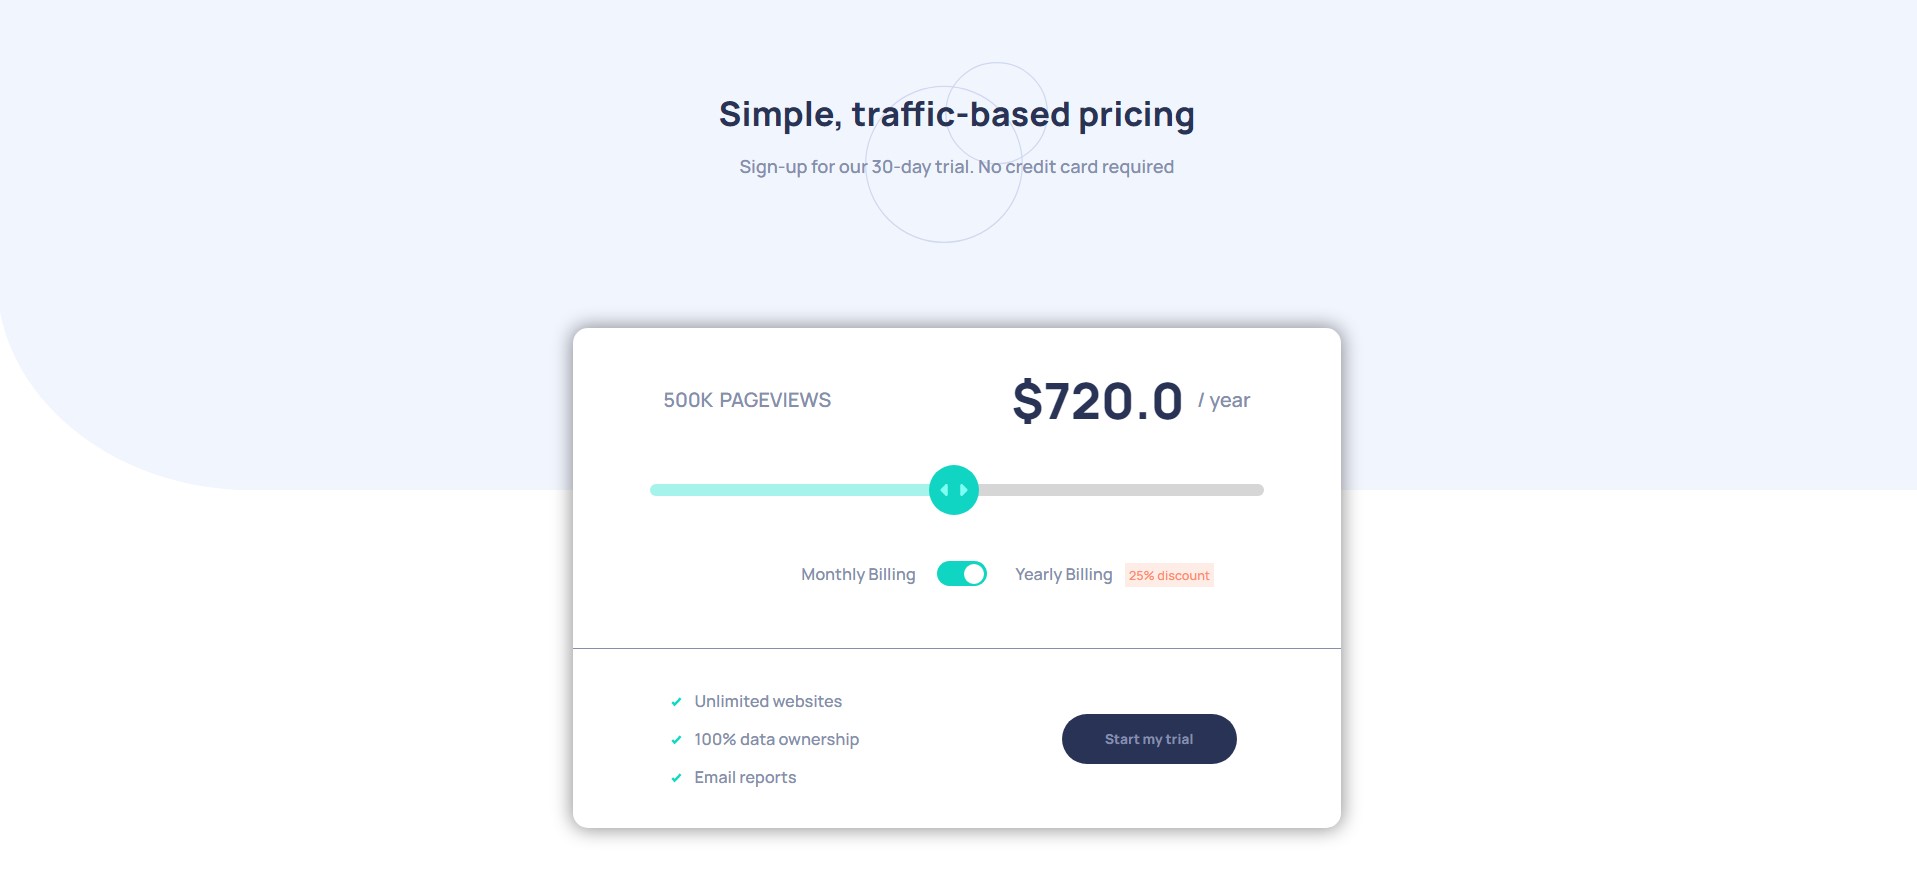 Simple, traffic-based pricing
Sign-up for our 30-day trial. No credit card required
500K PAGEVIEWS
$720.0 / year
Monthly Billing
Yearly Billing
25% discount
Unlimited websites
100% data ownership
Email reports
Start my trial